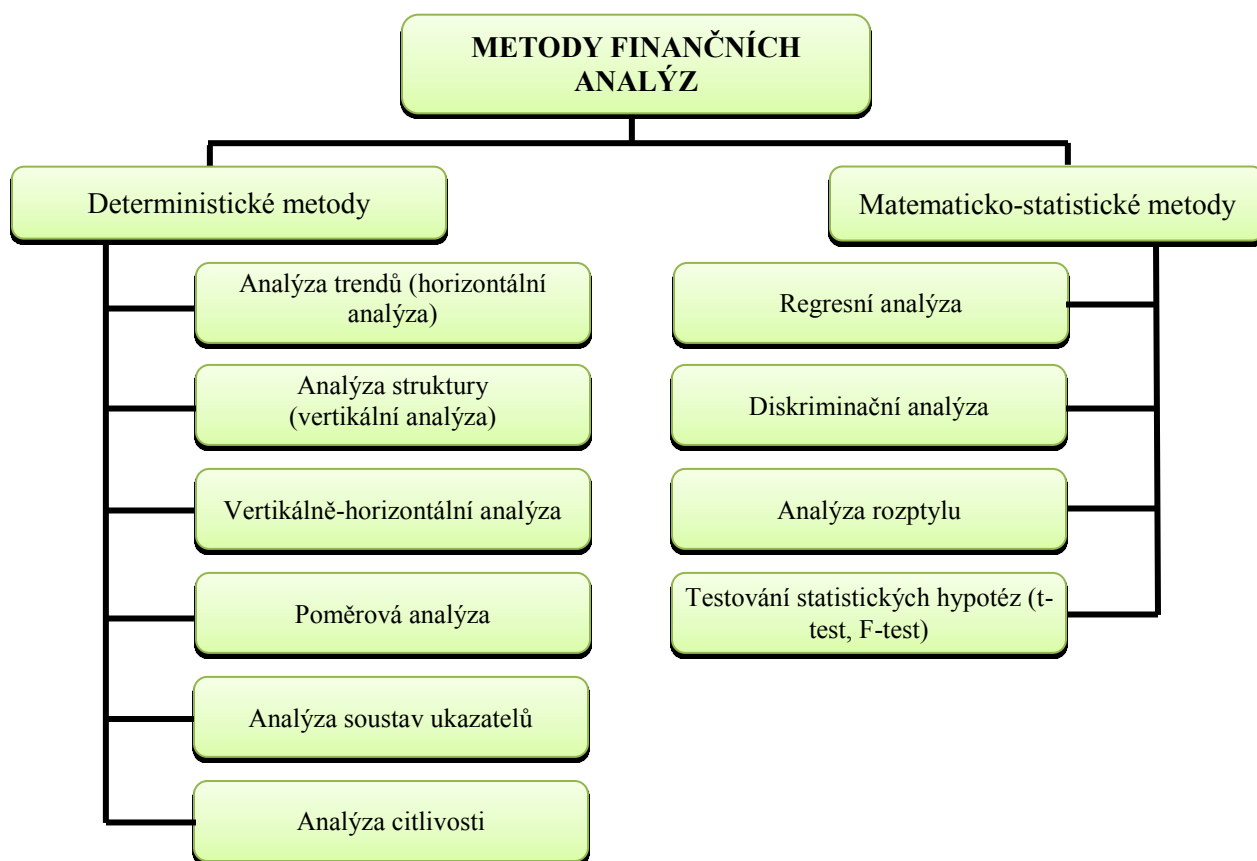 METODY FINANČNÍCH
ANALÝZ
Deterministické metody
Matematicko-statistické metody
Analýza trendů (horizontální
analýza)
Analýza struktury
(vertikální analýza)
Vertikálně-horizontální analýza
Poměrová analýza
Analýza soustav ukazatelů
Analýza citlivosti
Regresní analýza
Diskriminační analýza
Analýza rozptylu
Testování statistických hypotéz (t-
test, F-test)